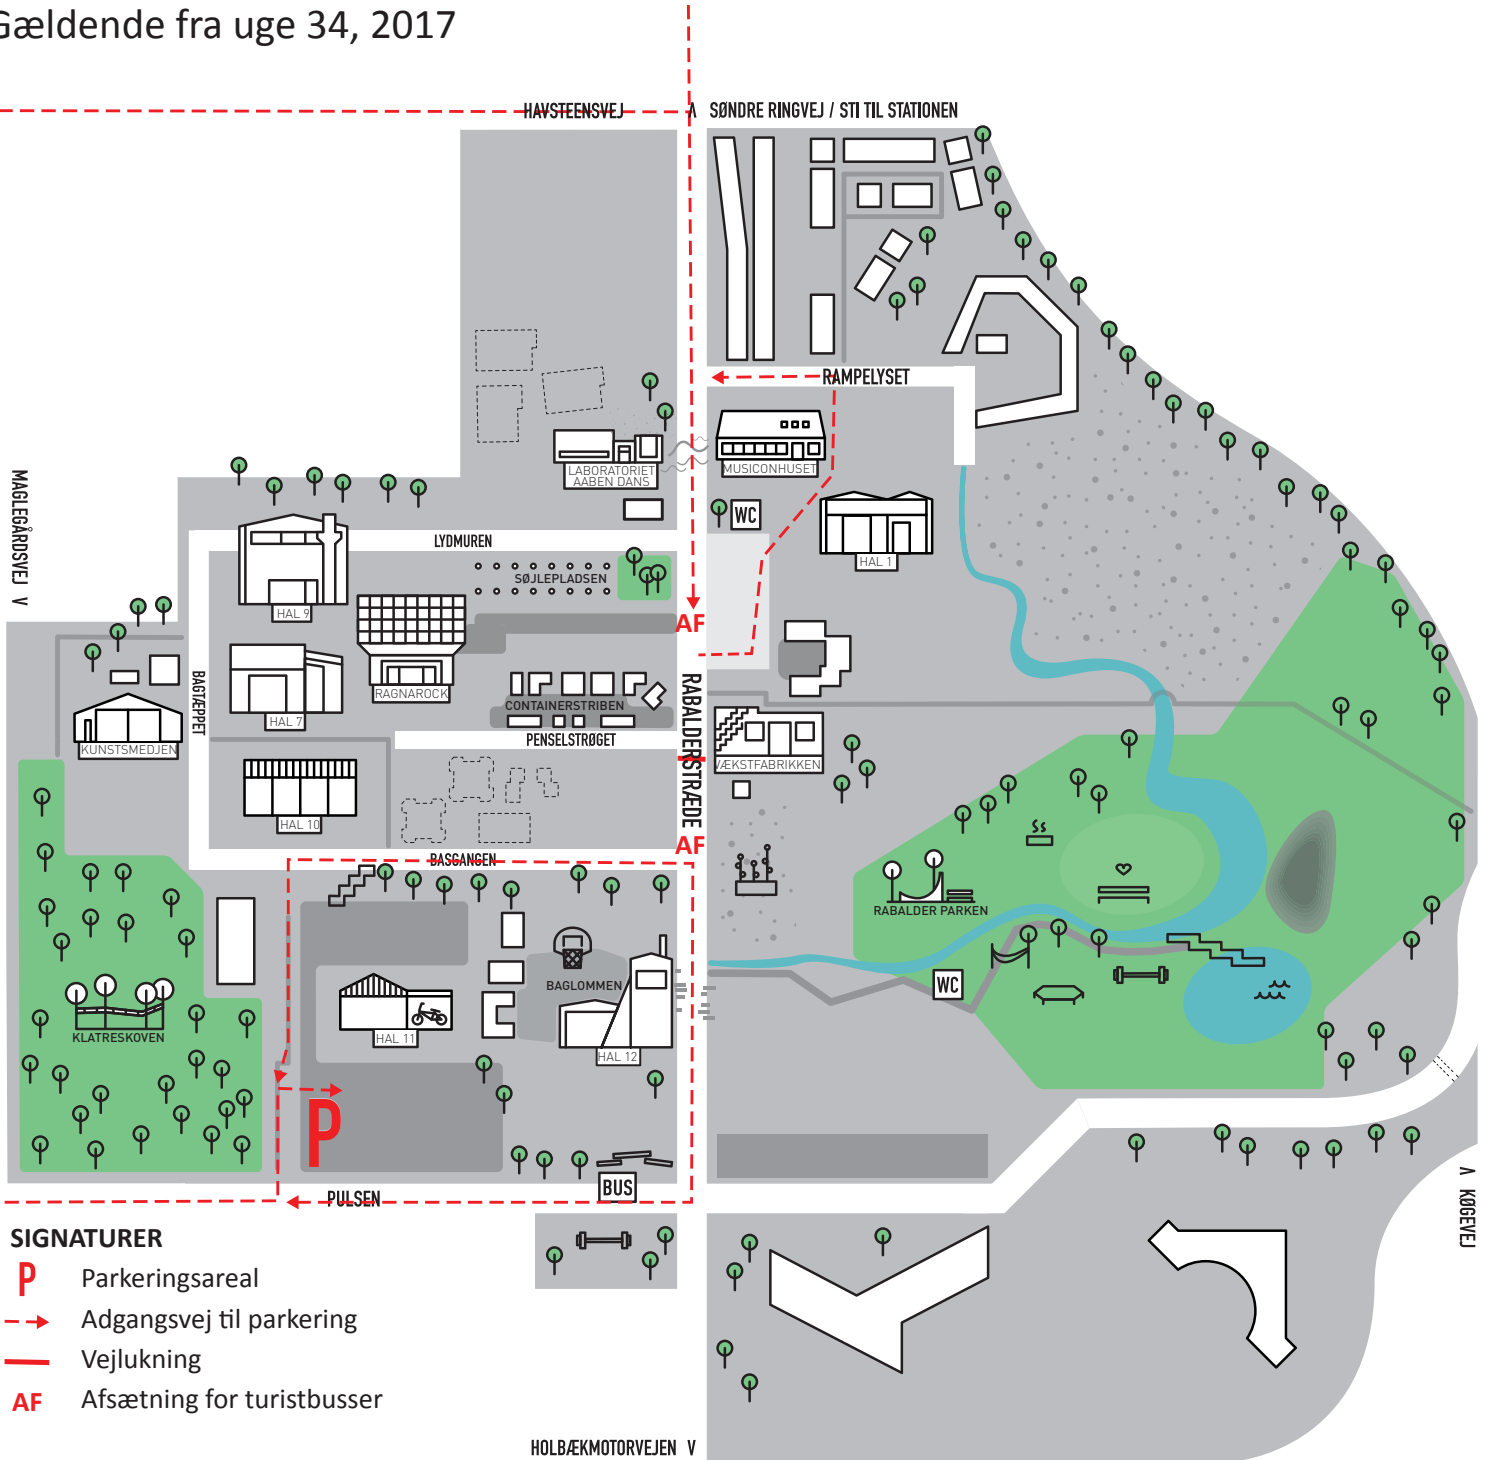 Gældende fra uge 34, 2017
HAVSTEENSVEJ
Λ SØNDRE RINGVEJ / STI TIL STATIONEN
RAMPELYSET
MUSICONHUSET
LABORATORIET
AABEN DANS
WC
MAGLEGÅRDSVEJ V
LYDMUREN
HAL 1
SØJLEPLADSEN
HAL 9
AF
BAGTÆPPET
RAGNAROCK
HAL 7
CONTAINERSTRIBEN
RABALDERSTRÆDE
PENSELSTRØGET
KUNSTSMEDJEN
VÆKSTFABRIKKEN
HAL 10
AF
BASGANGEN
RABALDER PARKEN
WC
BAGLOMMEN
KLATRESKOVEN
HAL 11
HAL 12
P
BUS
PULSEN
Λ KØGEVEJ
SIGNATURER
P Parkeringsareal
Adgangsvej til parkering
Vejlukning
AF Afsætning for turistbusser
HOLBÆKMOTORVEJEN V